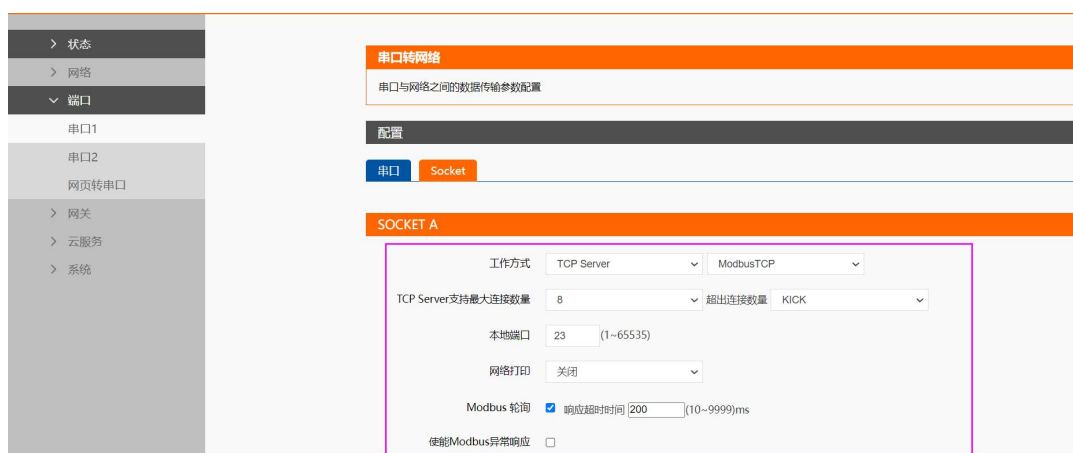 状态
网络
端口
串口1
串口2
网页转串口
网关
云服务
系统
串口转网络
串口与网络之间的数据传输参数配置
配置
串口 Socket
SOCKET A
工作方式 TCP Server ModbusTCP
TCP Server支持最大连接数量 8 超出连接数量 KICK
本地端口 23 (1~65535)
网络打印 关闭
Modbus 轮询 响应超时时间 200 (10~9999)ms
使能Modbus异常响应